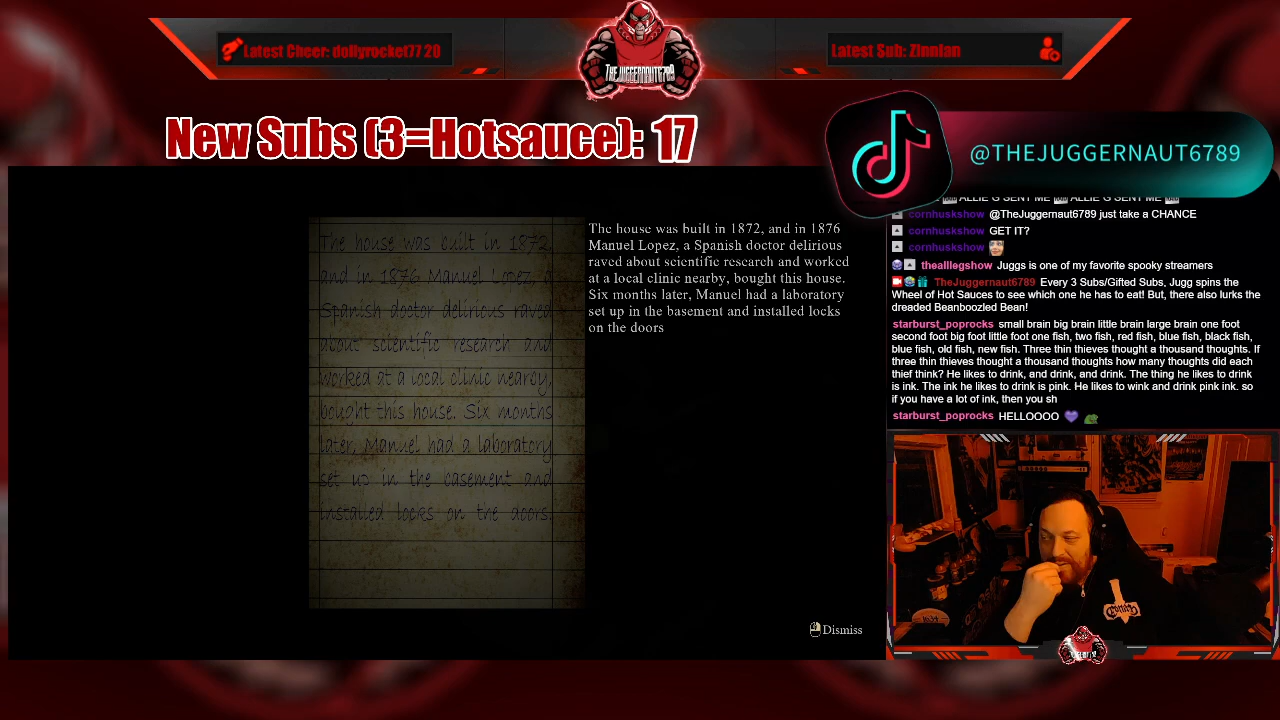 Latest Cheer: dollyrocket77 20
THEJUGGERNAUT6789
Latest Sub: Zinnian
New Subs (3=Hotsauce): 17
@THEJUGGERNAUT6789
The house was built in 1872,
and in 1876 Manuel Lopez, a
Spanish doctor delirious raved
about scientific research and
worked at a local clinic nearby,
bought this house. Six months
later, Manuel had a laboratory
set up in the basement and
installed locks on the doors.
The house was built in 1872, and in 1876
Manuel Lopez, a Spanish doctor delirious
raved about scientific research and worked
at a local clinic nearby, bought this house.
Six months later, Manuel had a laboratory
set up in the basement and installed locks
on the doors
Dismiss
ALLIE G SENT ME ALLIE G SENT ME
cornhuskshow @TheJuggernaut6789 just take a CHANCE
cornhuskshow GET IT?
cornhuskshow
thealllegshow Juggs is one of my favorite spooky streamers
TheJuggernaut6789 Every 3 Subs/Gifted Subs, Jugg spins the
Wheel of Hot Sauces to see which one he has to eat! But, there also lurks the
dreaded Beanboozled Bean!
starburst_poprocks small brain big brain little brain large brain one foot
second foot big foot little foot one fish, two fish, red fish, blue fish, black fish,
blue fish, old fish, new fish. Three thin thieves thought a thousand thoughts. If
three thin thieves thought a thousand thoughts how many thoughts did each
thief think? He likes to drink, and drink, and drink. The thing he likes to drink
is ink. The ink he likes to drink is pink. He likes to wink and drink pink ink. so
if you have a lot of ink, then you sh
starburst_poprocks HELLOOOO